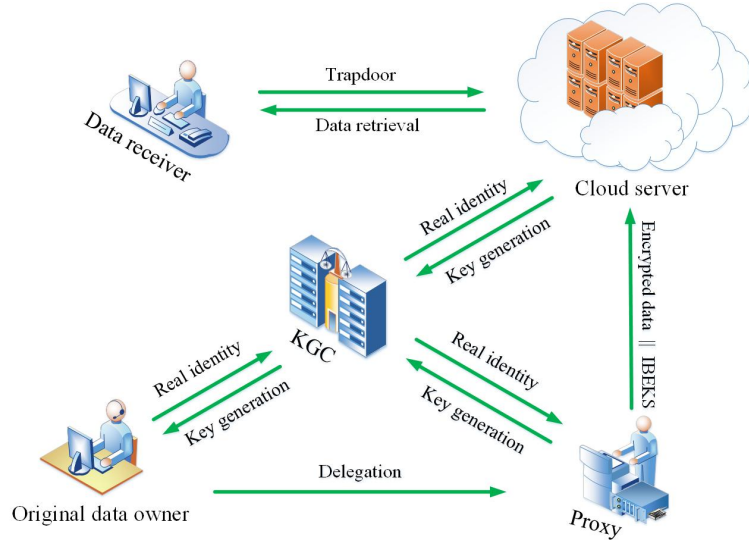 Trapdoor
Data retrieval
Data receiver
Cloud server
Real identity
Key generation
KGC
Encrypted data || IBEKS
Real identity
Key generation
Real identity
Key generation
Delegation
Original data owner
Proxy